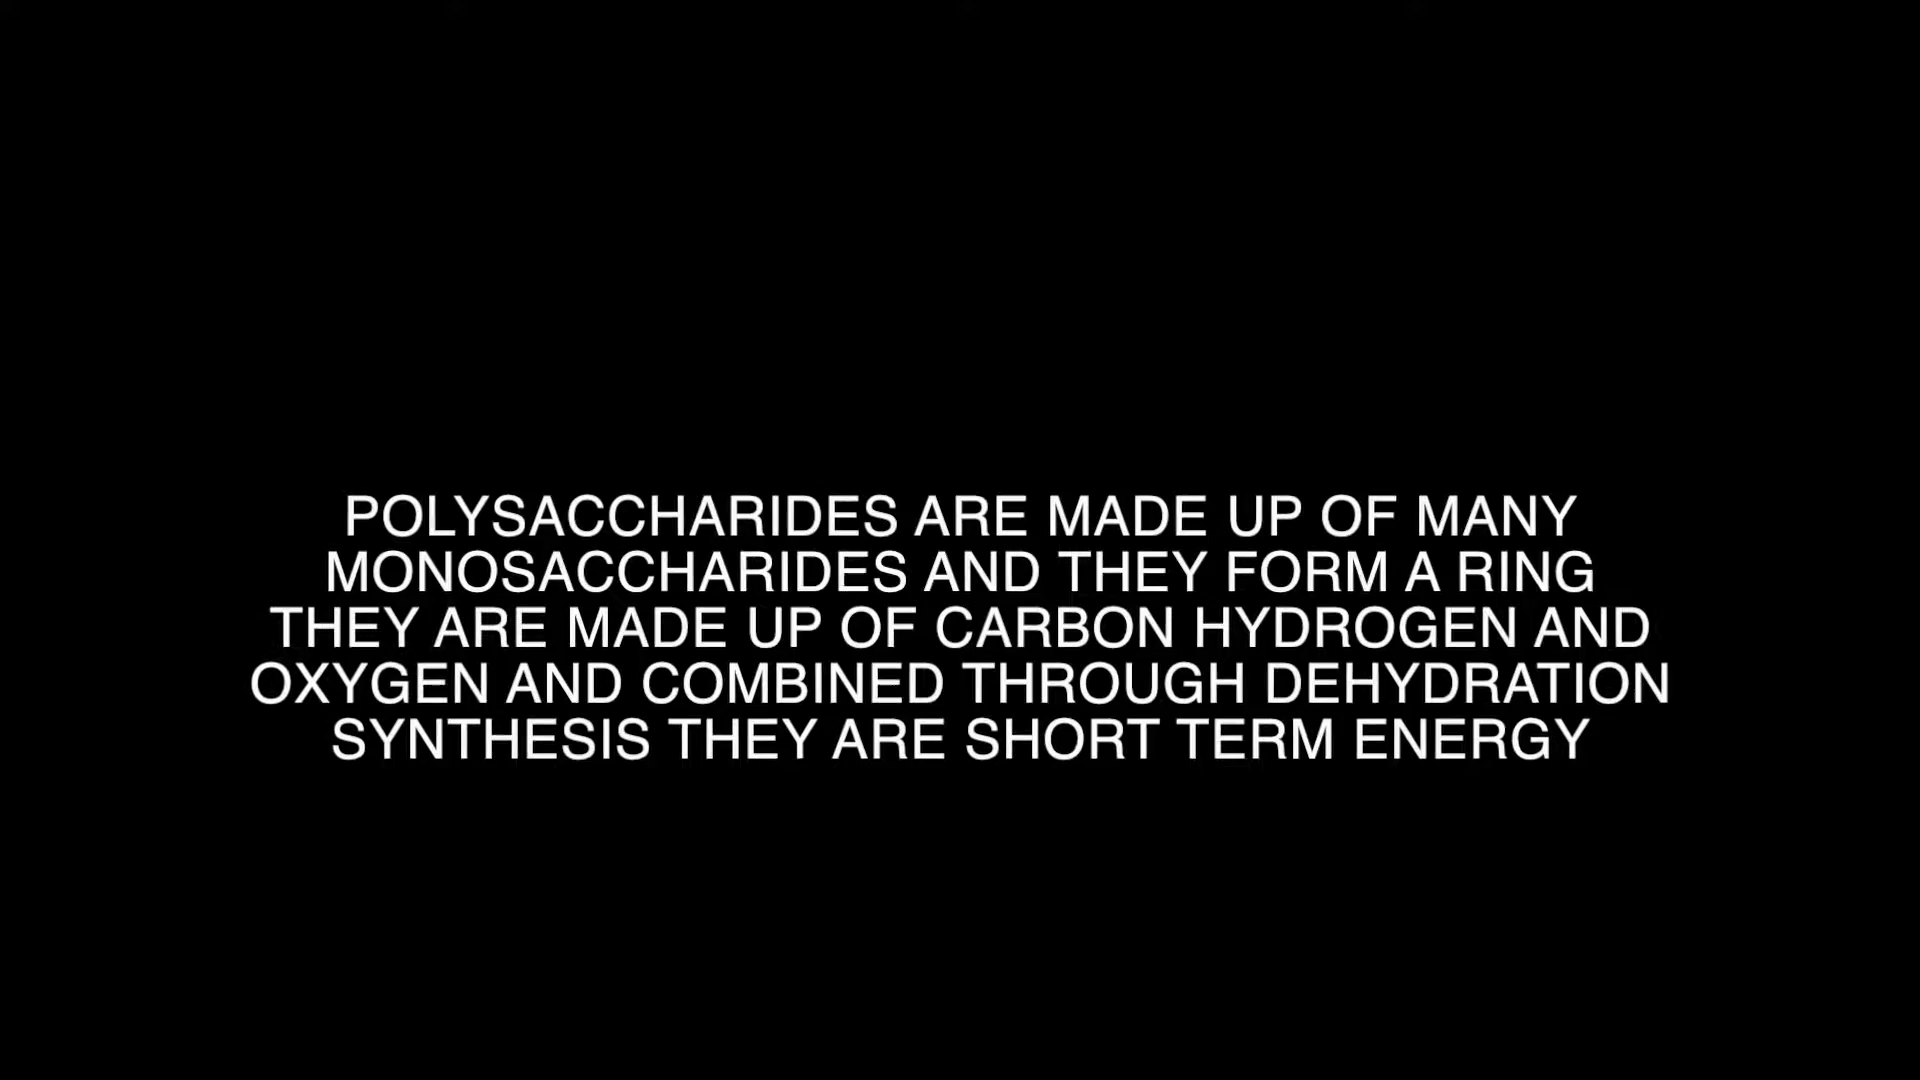 POLYSACCHARIDES ARE MADE UP OF MANY
MONOSACCHARIDES AND THEY FORM A RING
THEY ARE MADE UP OF CARBON HYDROGEN AND
OXYGEN AND COMBINED THROUGH DEHYDRATION
SYNTHESIS THEY ARE SHORT TERM ENERGY